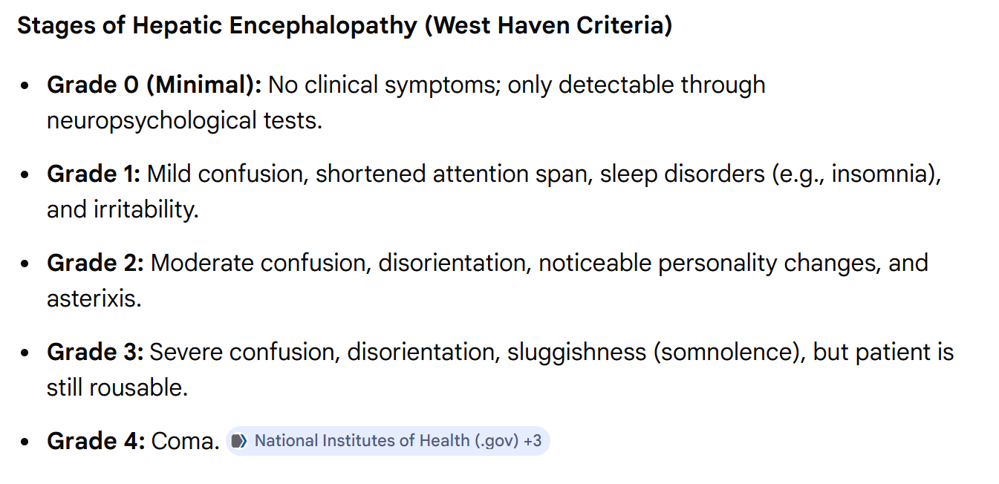 Stages of Hepatic Encephalopathy (West Haven Criteria)
• Grade 0 (Minimal): No clinical symptoms; only detectable through
neuropsychological tests.
• Grade 1: Mild confusion, shortened attention span, sleep disorders (e.g., insomnia),
and irritability.
• Grade 2: Moderate confusion, disorientation, noticeable personality changes, and
asterixis.
• Grade 3: Severe confusion, disorientation, sluggishness (somnolence), but patient is
still rousable.
• Grade 4: Coma. National Institutes of Health (.gov) +3